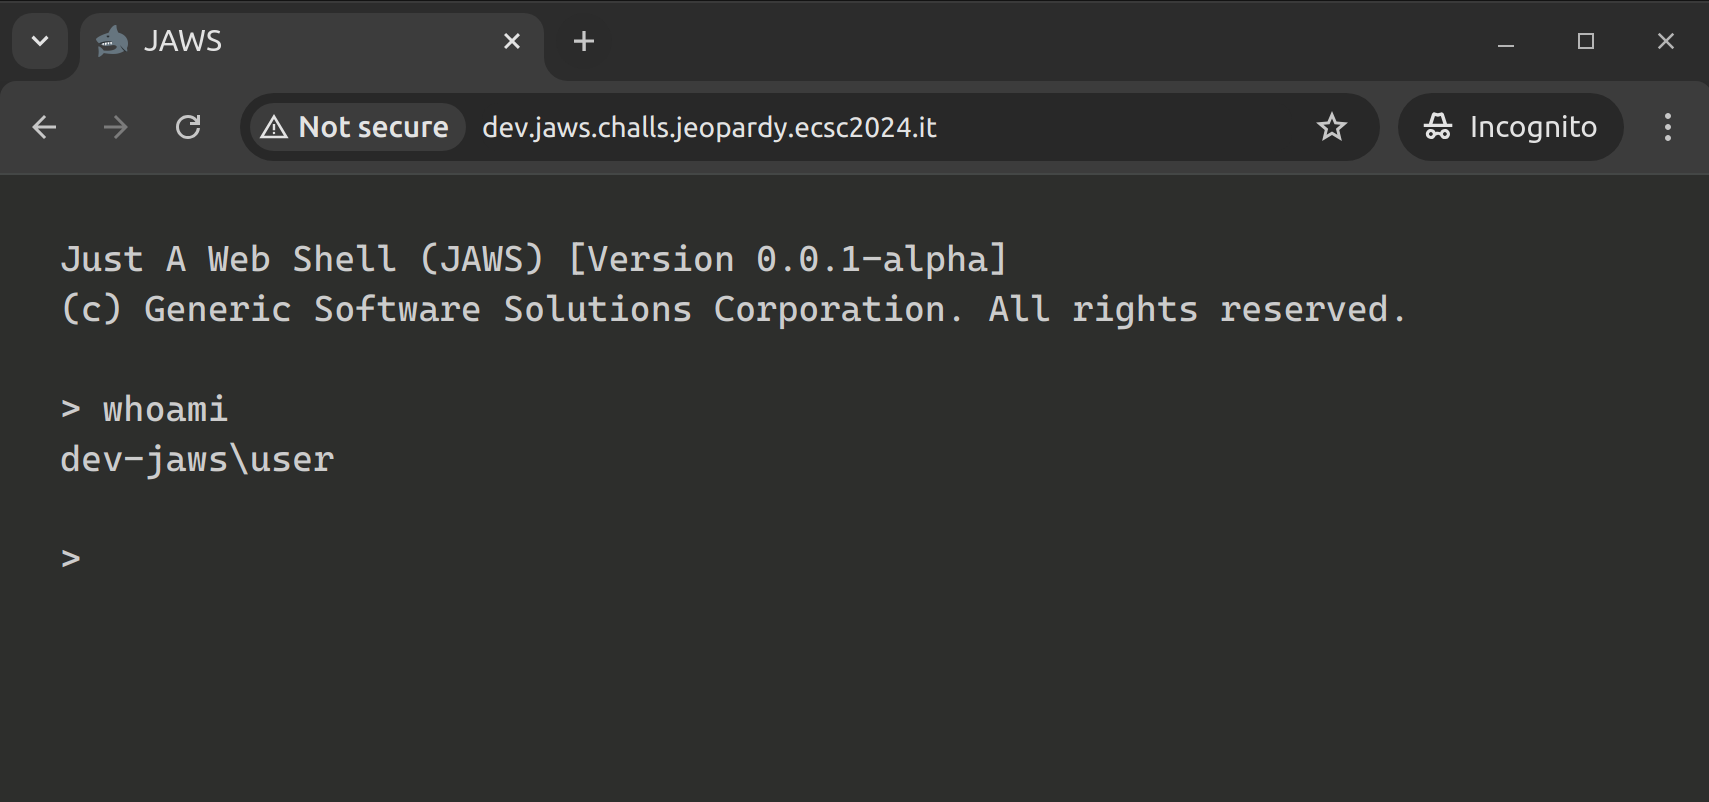 JAWS
Not secure dev.jaws.challs.jeopardy.ecsc2024.it Incognito
Just A Web Shell (JAWS) [Version 0.0.1-alpha]
(c) Generic Software Solutions Corporation. All rights reserved.
> whoami
dev-jaws\user
>